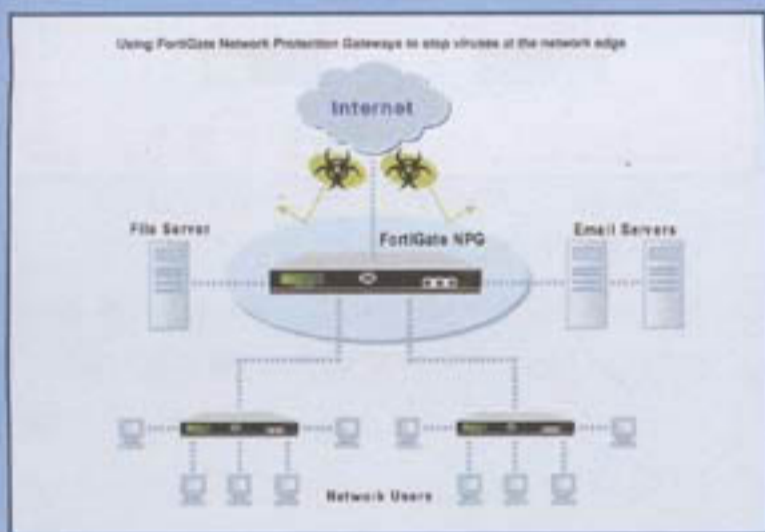 Using FortiGate Network Protection Gateways to stop viruses at the network edge
Internet
File Server
FortiGate NPG
Email Servers
Network Users